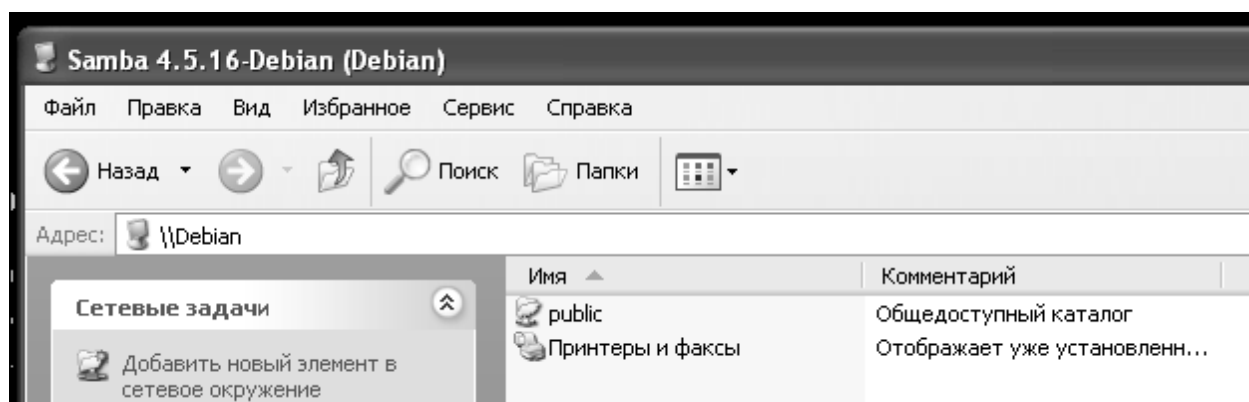 Samba 4.5.16-Debian (Debian)
Файл Правка Вид Избранное Сервис Справка
Назад Поиск Папки
Адрес: \\Debian
Имя Комментарий
Сетевые задачи
public Общедоступный каталог
Принтеры и факсы Отображает уже установленн...
Добавить новый элемент в
сетевое окружение